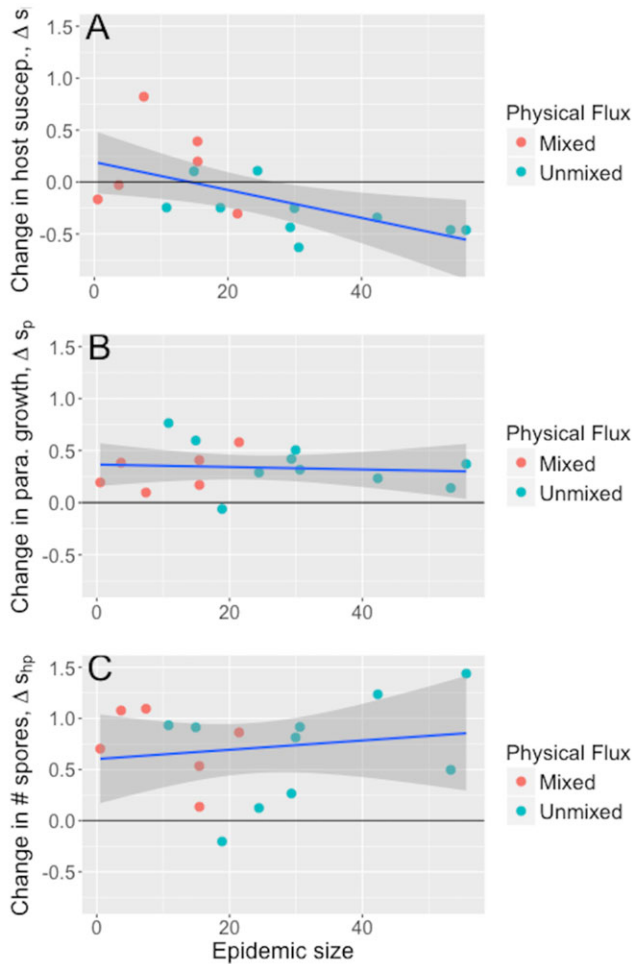 A
Change in host suscep., Δ s
1.5
1.0
0.5
0.0
-0.5
0
20
40
Physical Flux
Mixed
Unmixed
B
Change in para. growth, Δ sp
1.5
1.0
0.5
0.0
-0.5
0
20
40
Physical Flux
Mixed
Unmixed
C
Change in # spores, Δ shp
1.5
1.0
0.5
0.0
-0.5
0
20
40
Epidemic size
Physical Flux
Mixed
Unmixed